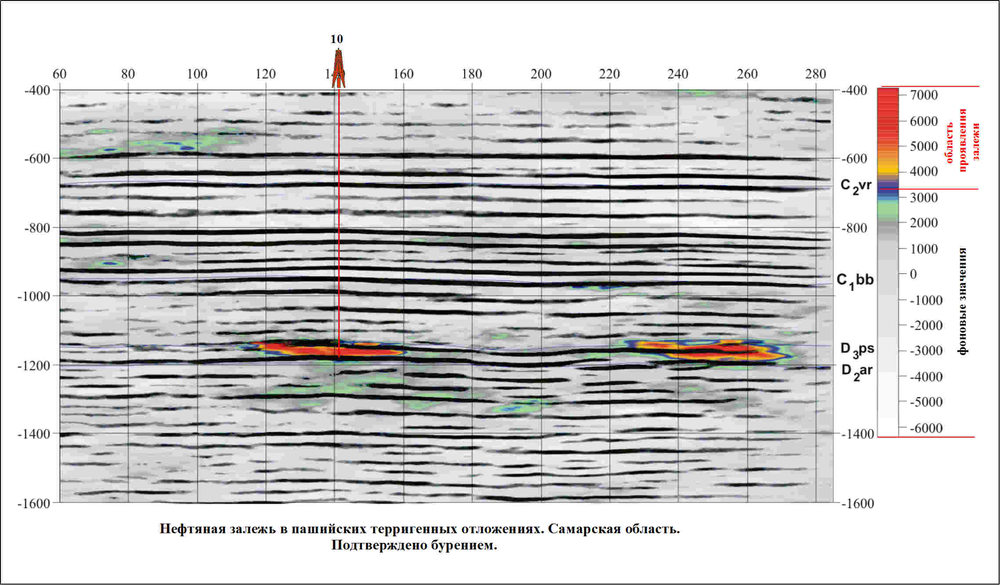 10
60 80 100 120 140 160 180 200 220 240 260 280
-400 -400
-600 -600
-800 -800
-1000
-1200
-1400 -1400
-1600 -1600
C2vr
C1bb
D3ps
D2ar
7000
6000
5000
4000
3000
2000
1000
0
-1000
-2000
-3000
-4000
-5000
-6000
область
проявления
залежи
фоновые значения
Нефтяная залежь в пашийских терригенных отложениях. Самарская область.
Подтверждено бурением.